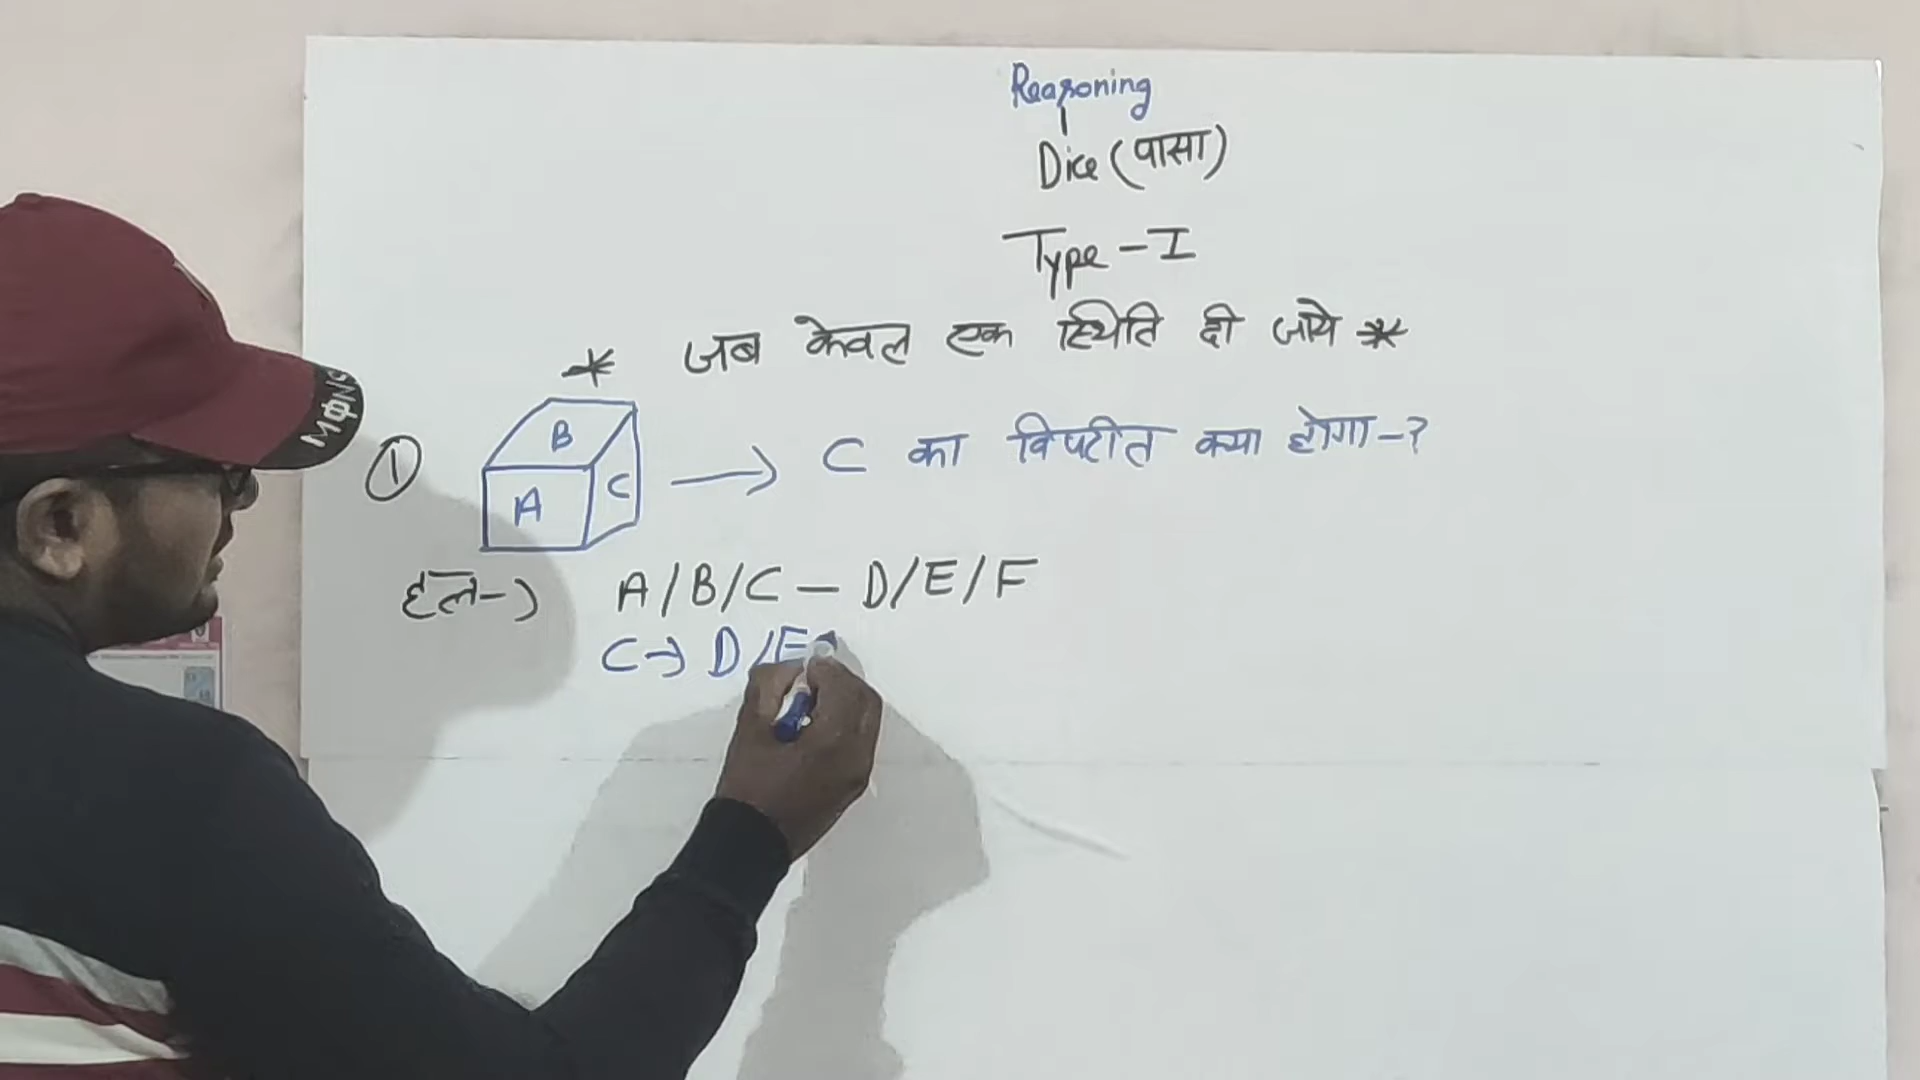 Reasoning
Dice (पासा)
Type - I
* जब केवल एक स्थिति दी जाये *
① B A C → C का विपरीत क्या होगा - ?
हल→ A/B/C — D/E/F
C→ D/E